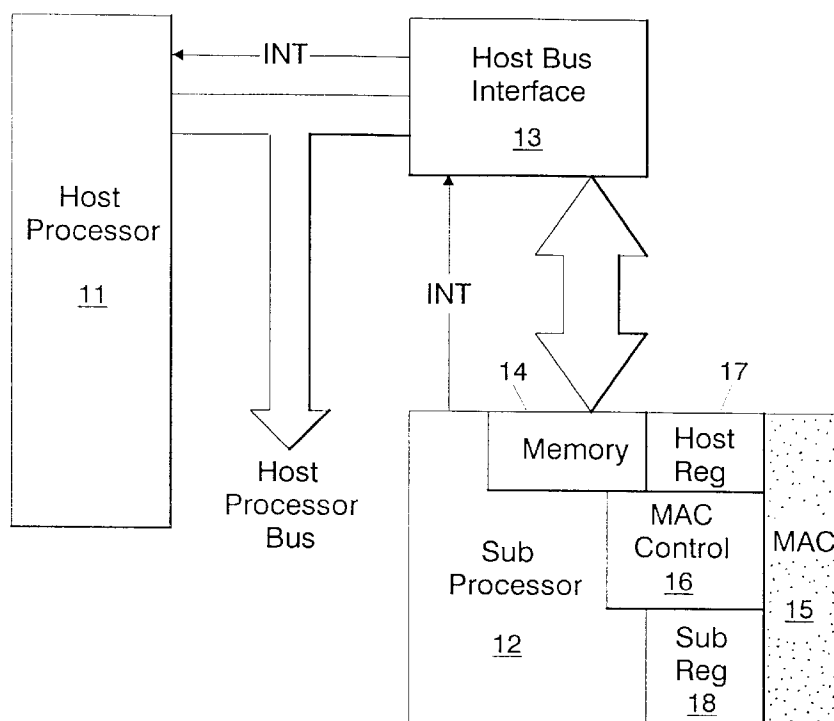 INT
Host Bus
Interface
13
Host
Processor
11
INT
14
17
Memory
Host
Reg
Host
Processor
Bus
MAC
Control
16
MAC
15
Sub
Processor
12
Sub
Reg
18